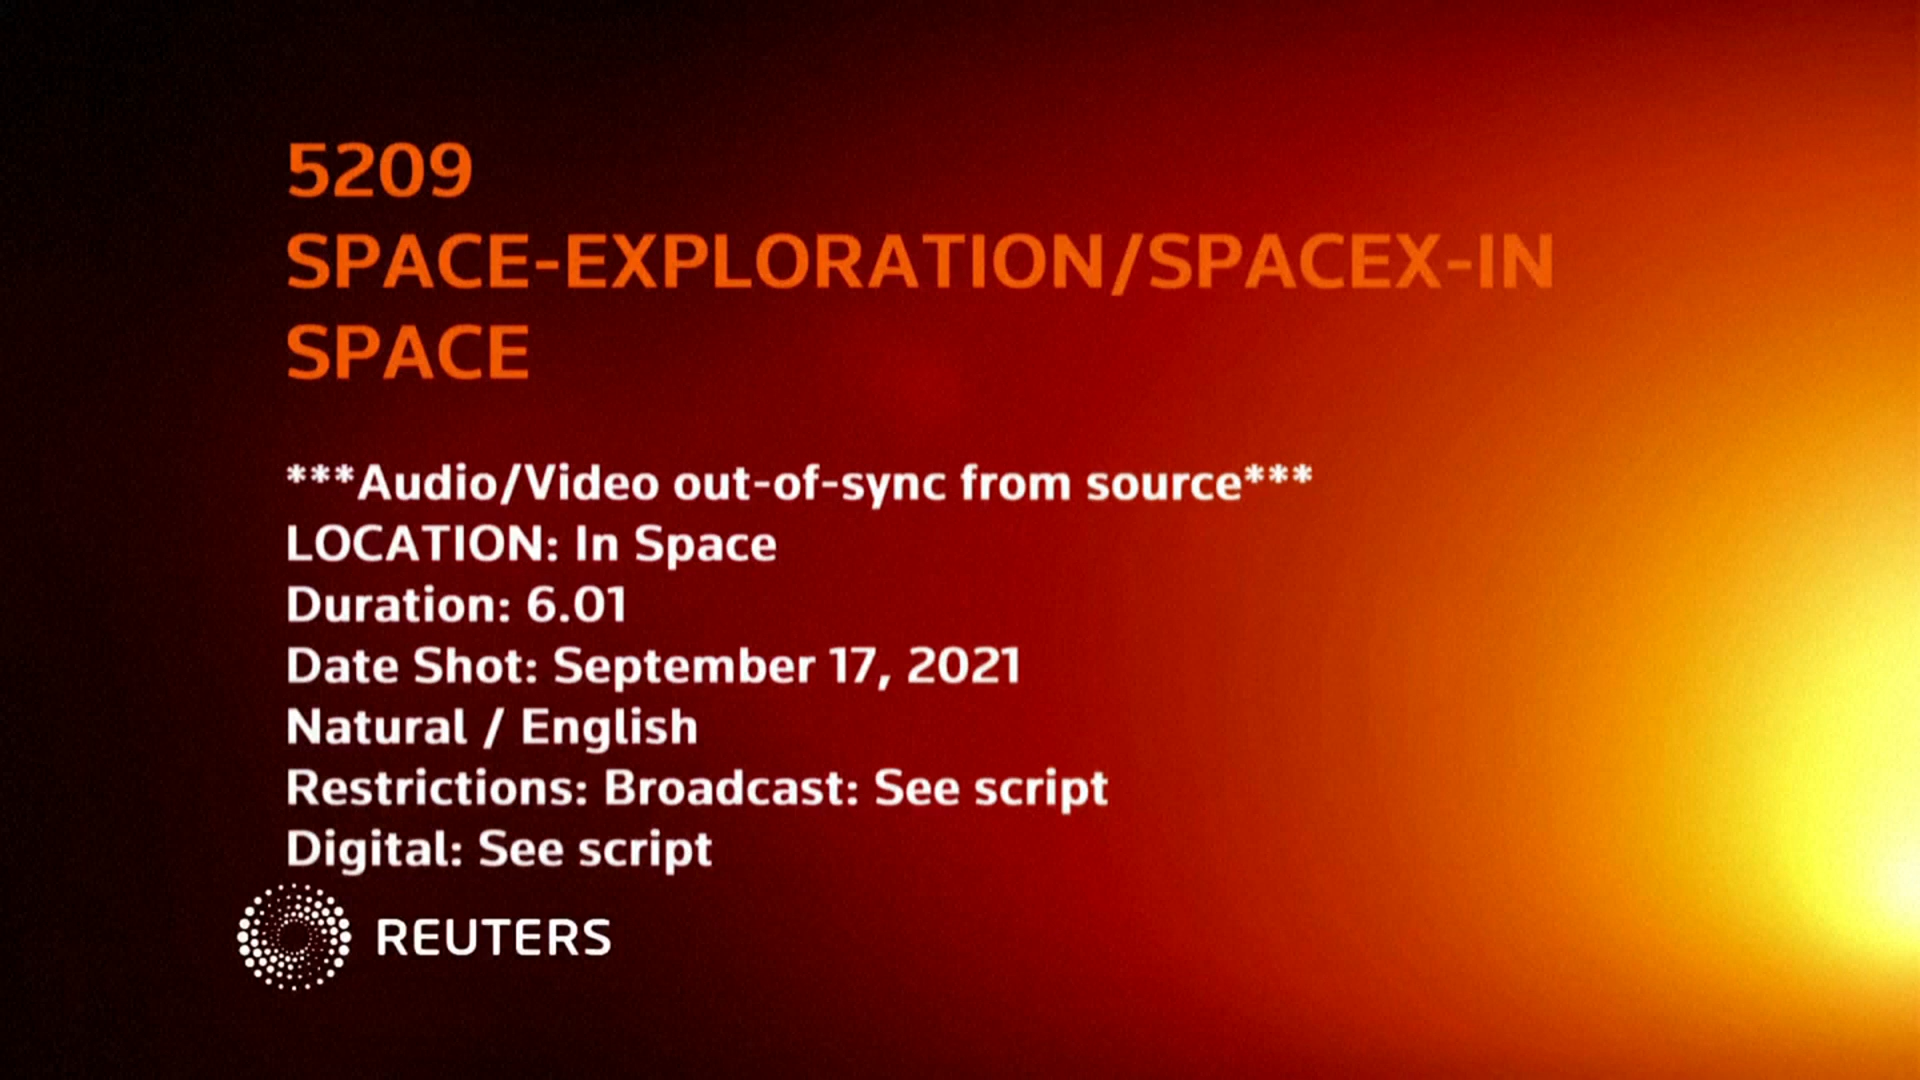 5209
SPACE-EXPLORATION/SPACEX-IN
SPACE
***Audio/Video out-of-sync from source***
LOCATION: In Space
Duration: 6.01
Date Shot: September 17, 2021
Natural / English
Restrictions: Broadcast: See script
Digital: See script
REUTERS